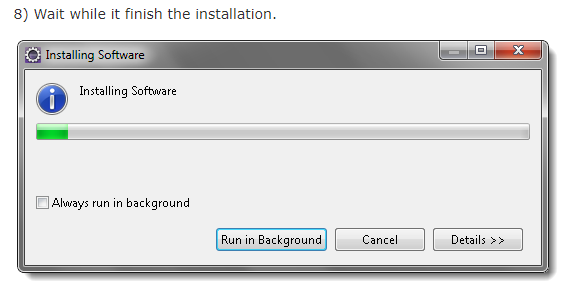 8) Wait while it finish the installation.
Installing Software
Installing Software
Always run in background
Run in Background Cancel Details >>